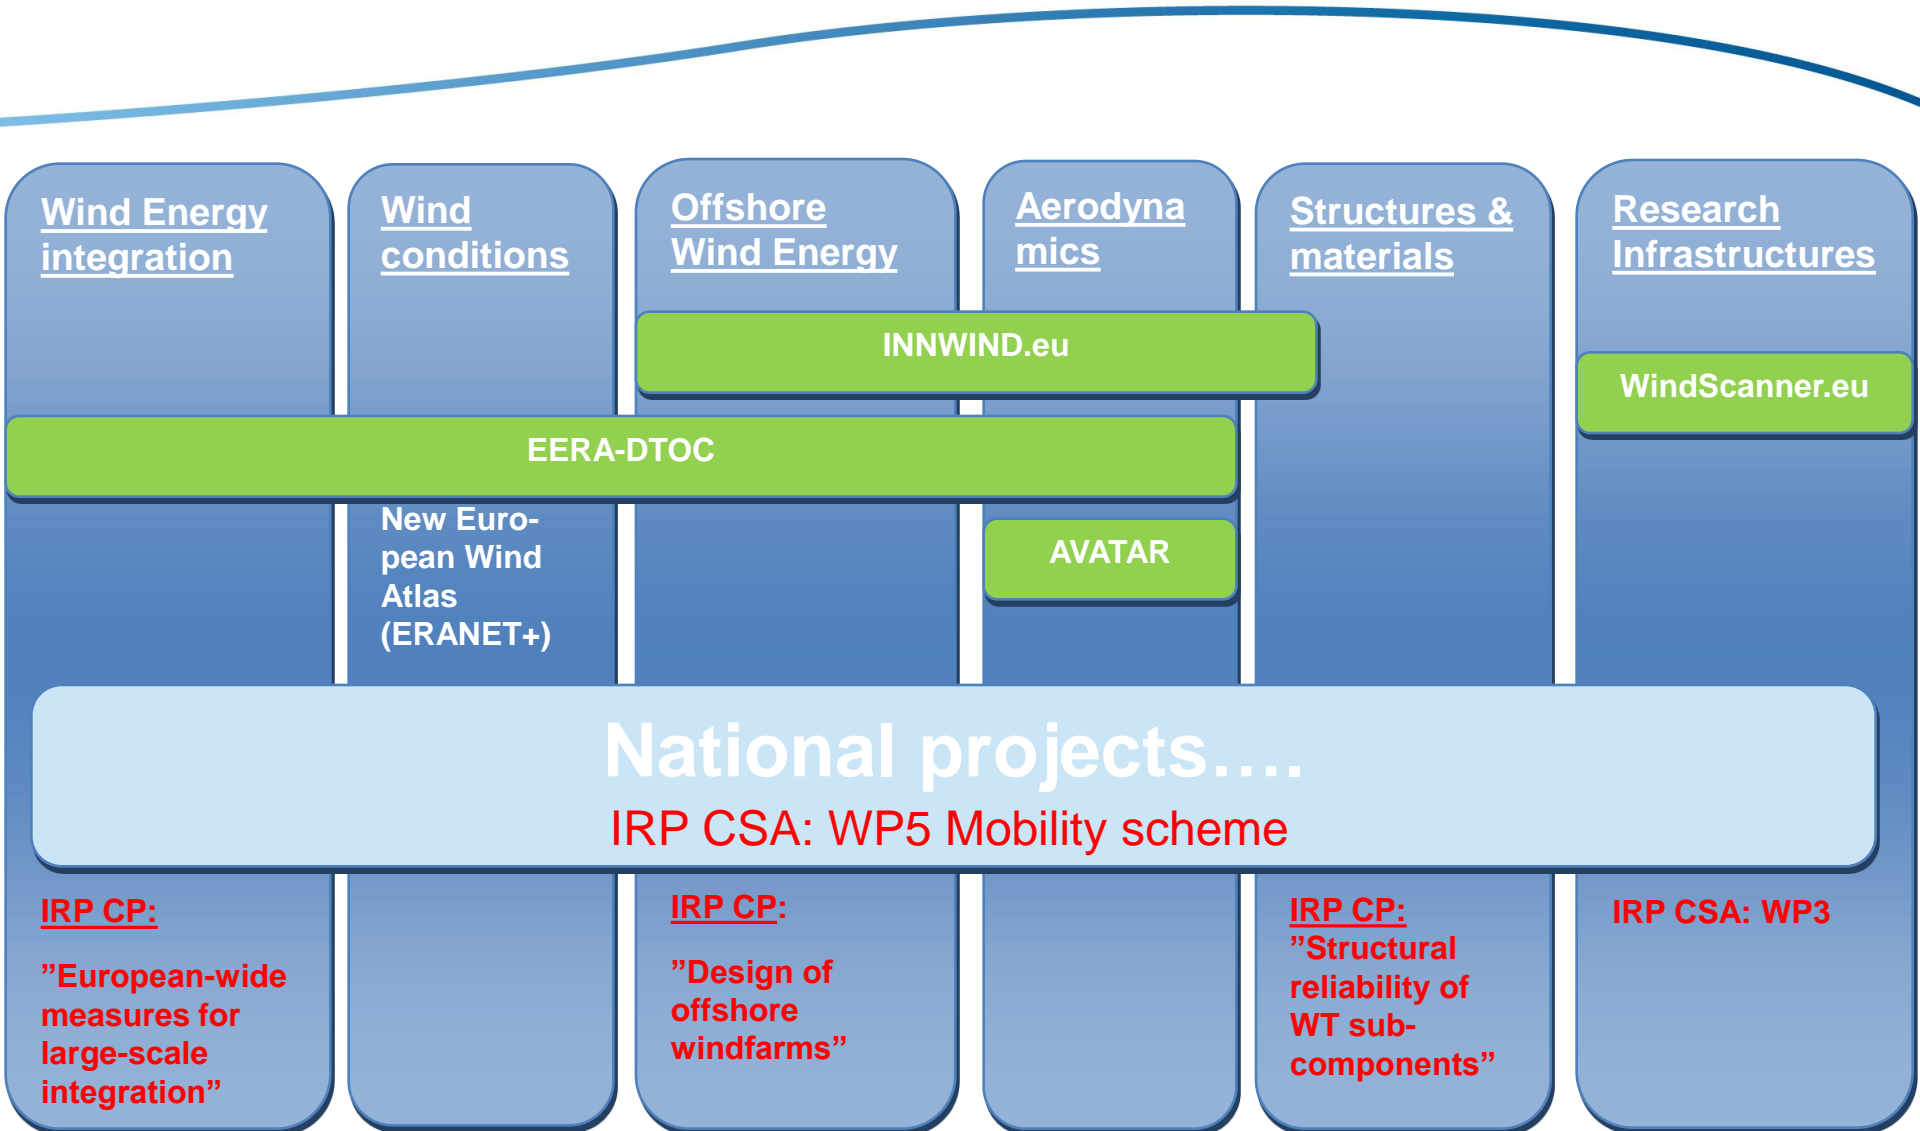 Wind Energy
integration
Wind
conditions
Offshore
Wind Energy
Aerodyna
mics
Structures &
materials
Research
Infrastructures
INNWIND.eu
WindScanner.eu
EERA-DTOC
New Euro-
pean Wind
Atlas
(ERANET+)
AVATAR
National projects….
IRP CSA: WP5 Mobility scheme
IRP CP:
”European-wide
measures for
large-scale
integration”
IRP CP:
”Design of
offshore
windfarms”
IRP CP:
”Structural
reliability of
WT sub-
components”
IRP CSA: WP3